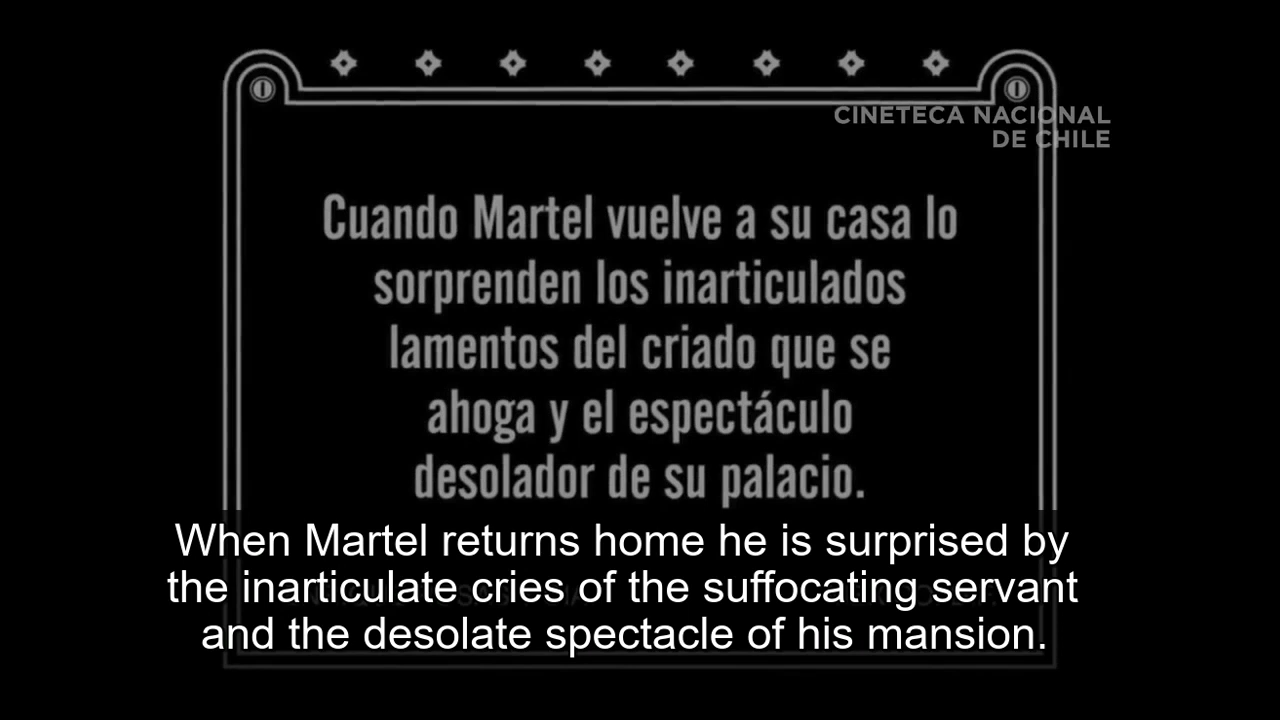 CINETECA NACIONAL
DE CHILE
Cuando Martel vuelve a su casa lo
sorprenden los inarticulados
lamentos del criado que se
ahoga y el espectáculo
desolador de su palacio.
When Martel returns home he is surprised by
the inarticulate cries of the suffocating servant
and the desolate spectacle of his mansion.